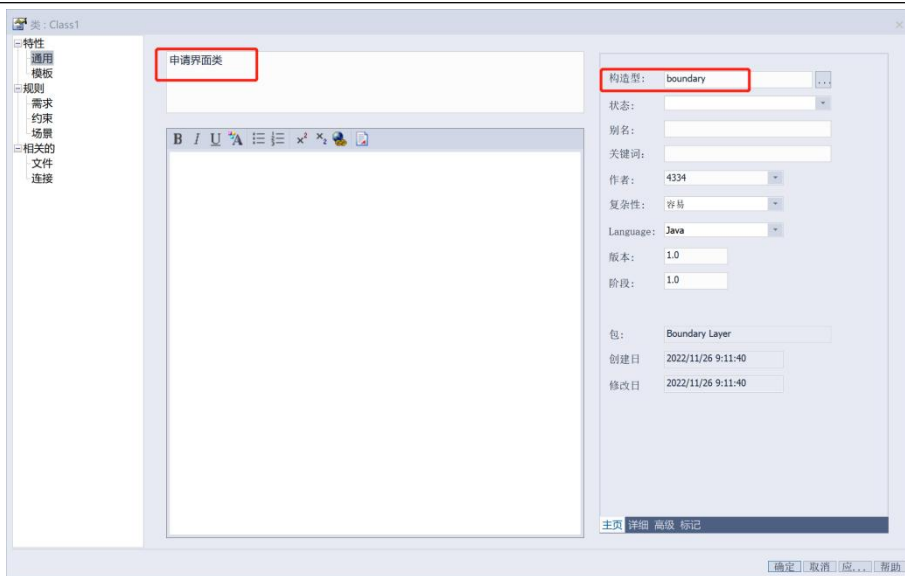 类 : Class1
特性
通用
模板
规则
需求
约束
场景
相关的
文件
连接
申请界面类
B I U A x² ×₂
构造型: boundary ...
状态:
别名:
关键词:
作者: 4334
复杂性: 容易
Language: Java
版本: 1.0
阶段: 1.0
包: Boundary Layer
创建日 2022/11/26 9:11:40
修改日 2022/11/26 9:11:40
主页 详细 高级 标记
确定 取消 应... 帮助